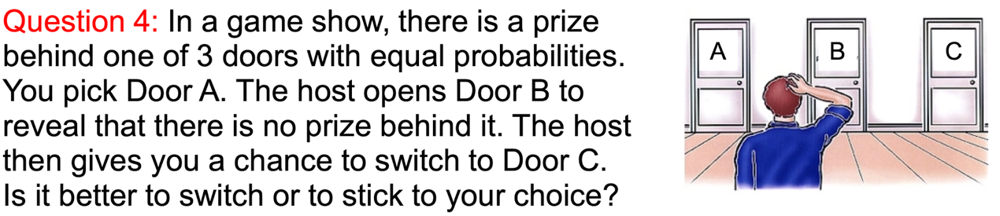 Question 4: In a game show, there is a prize
behind one of 3 doors with equal probabilities.
You pick Door A. The host opens Door B to
reveal that there is no prize behind it. The host
then gives you a chance to switch to Door C.
Is it better to switch or to stick to your choice?
A
B
C